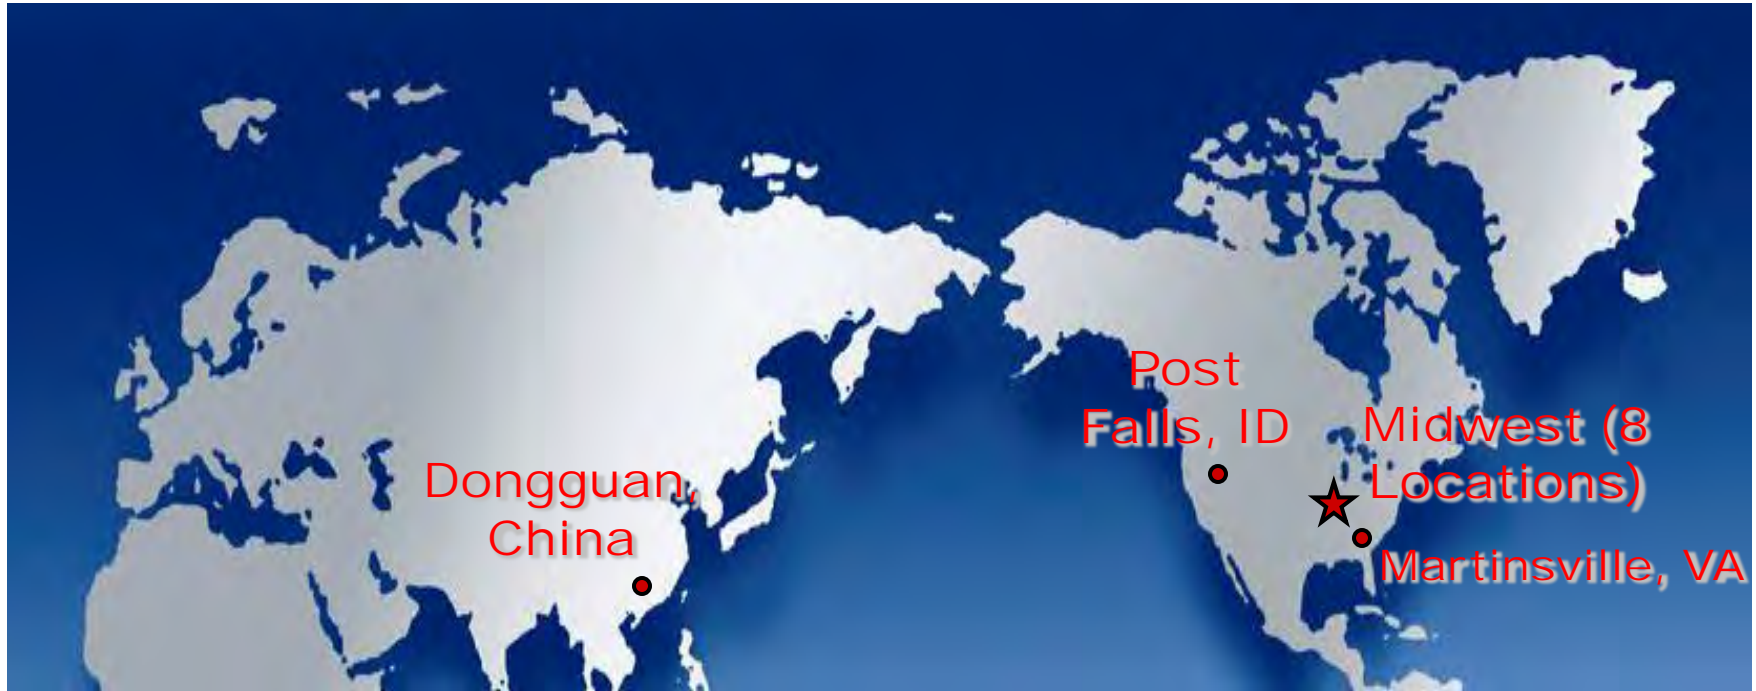 Post
Falls, ID
Midwest (8
Locations)
Dongguan,
China
Martinsville, VA